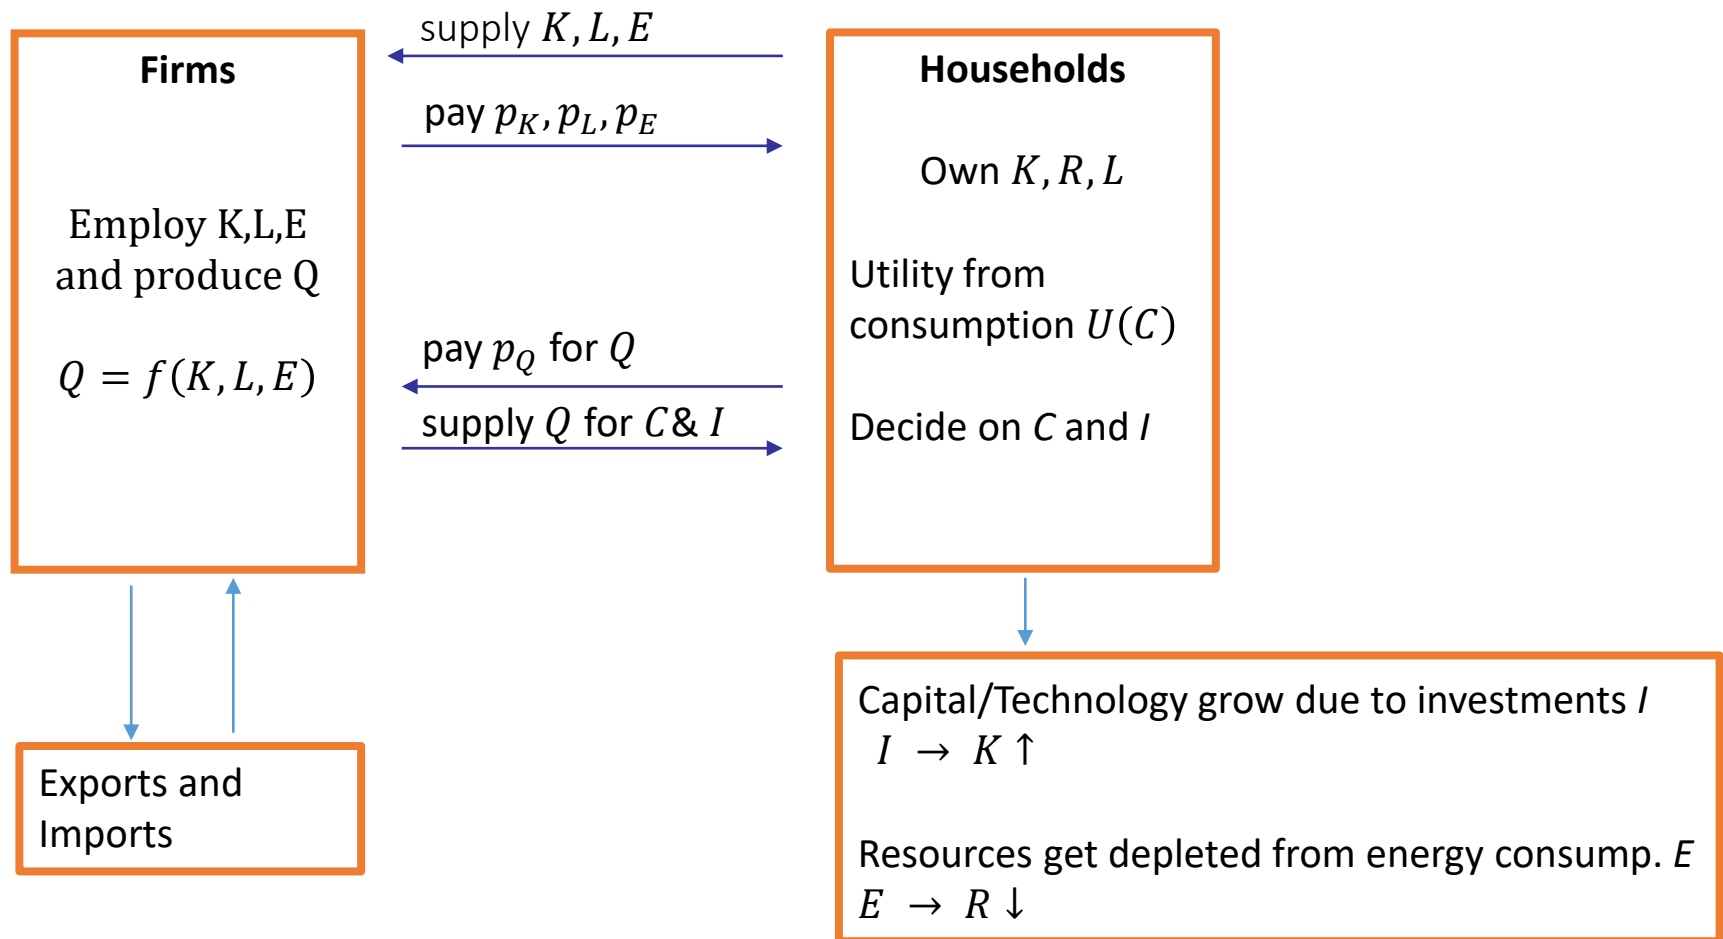 Firms
Employ K,L,E
and produce Q
Q = f(K, L, E)
supply K, L, E
pay p_K, p_L, p_E
pay p_Q for Q
supply Q for C& I
Households
Own K, R, L
Utility from
consumption U(C)
Decide on C and I
Exports and
Imports
Capital/Technology grow due to investments I
I → K ↑
Resources get depleted from energy consump. E
E → R ↓